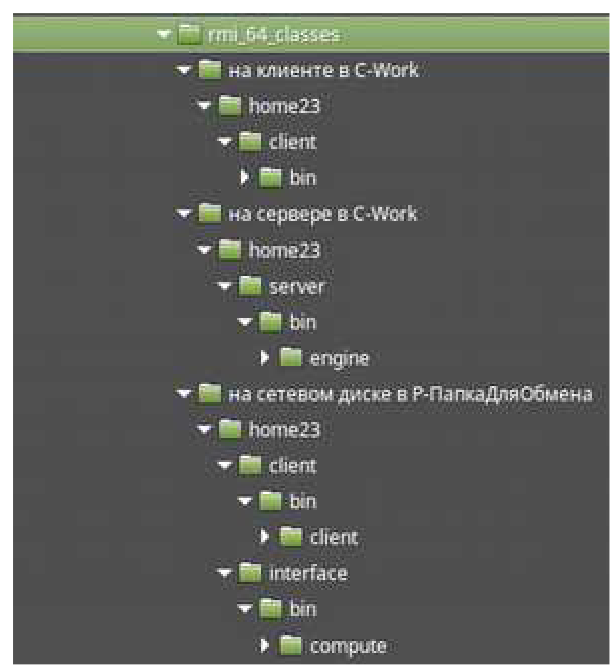 rmi_64_classes
на клиенте в C-Work
home23
client
bin
на сервере в C-Work
home23
server
bin
engine
на сетевом диске в P-ПапкаДляОбмена
home23
client
bin
client
interface
bin
compute